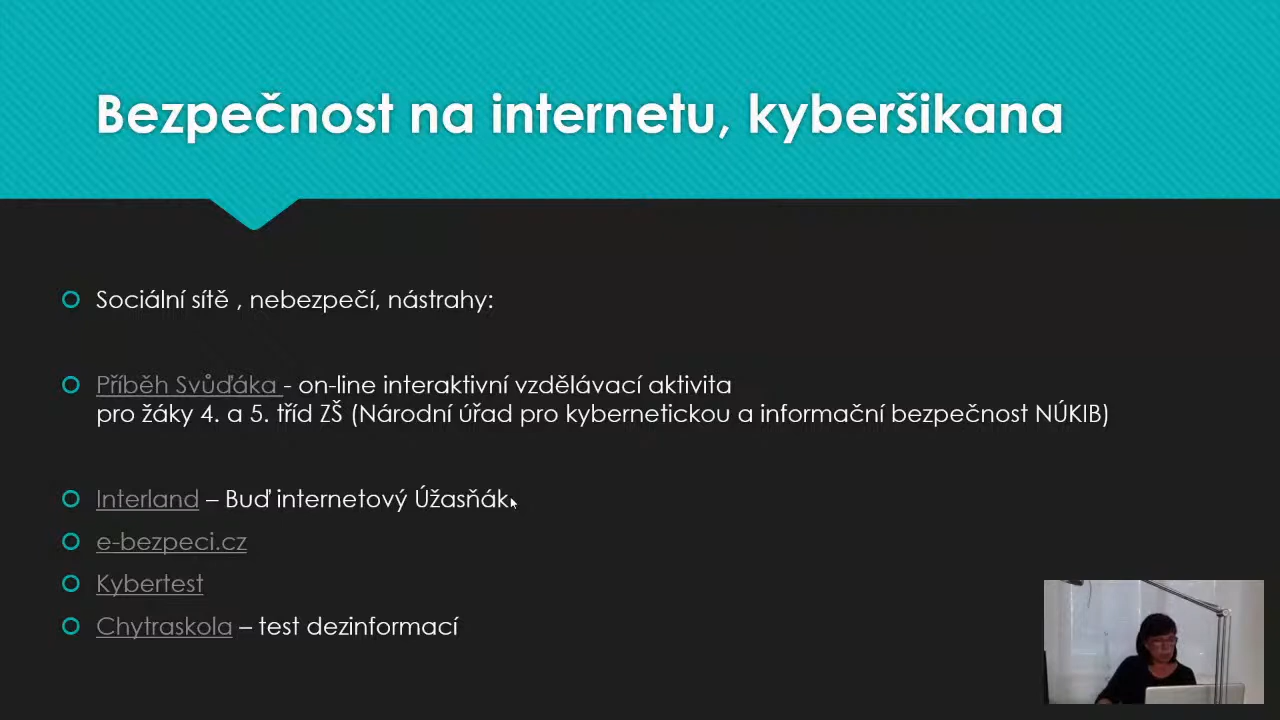 Bezpečnost na internetu, kyberšikana
Sociální sítě , nebezpečí, nástrahy:
Příběh Svůďáka - on-line interaktivní vzdělávací aktivita
pro žáky 4. a 5. tříd ZŠ (Národní úřad pro kybernetickou a informační bezpečnost NÚKIB)
Interland – Buď internetový Úžasňák
e-bezpeci.cz
Kybertest
Chytraskola – test dezinformací